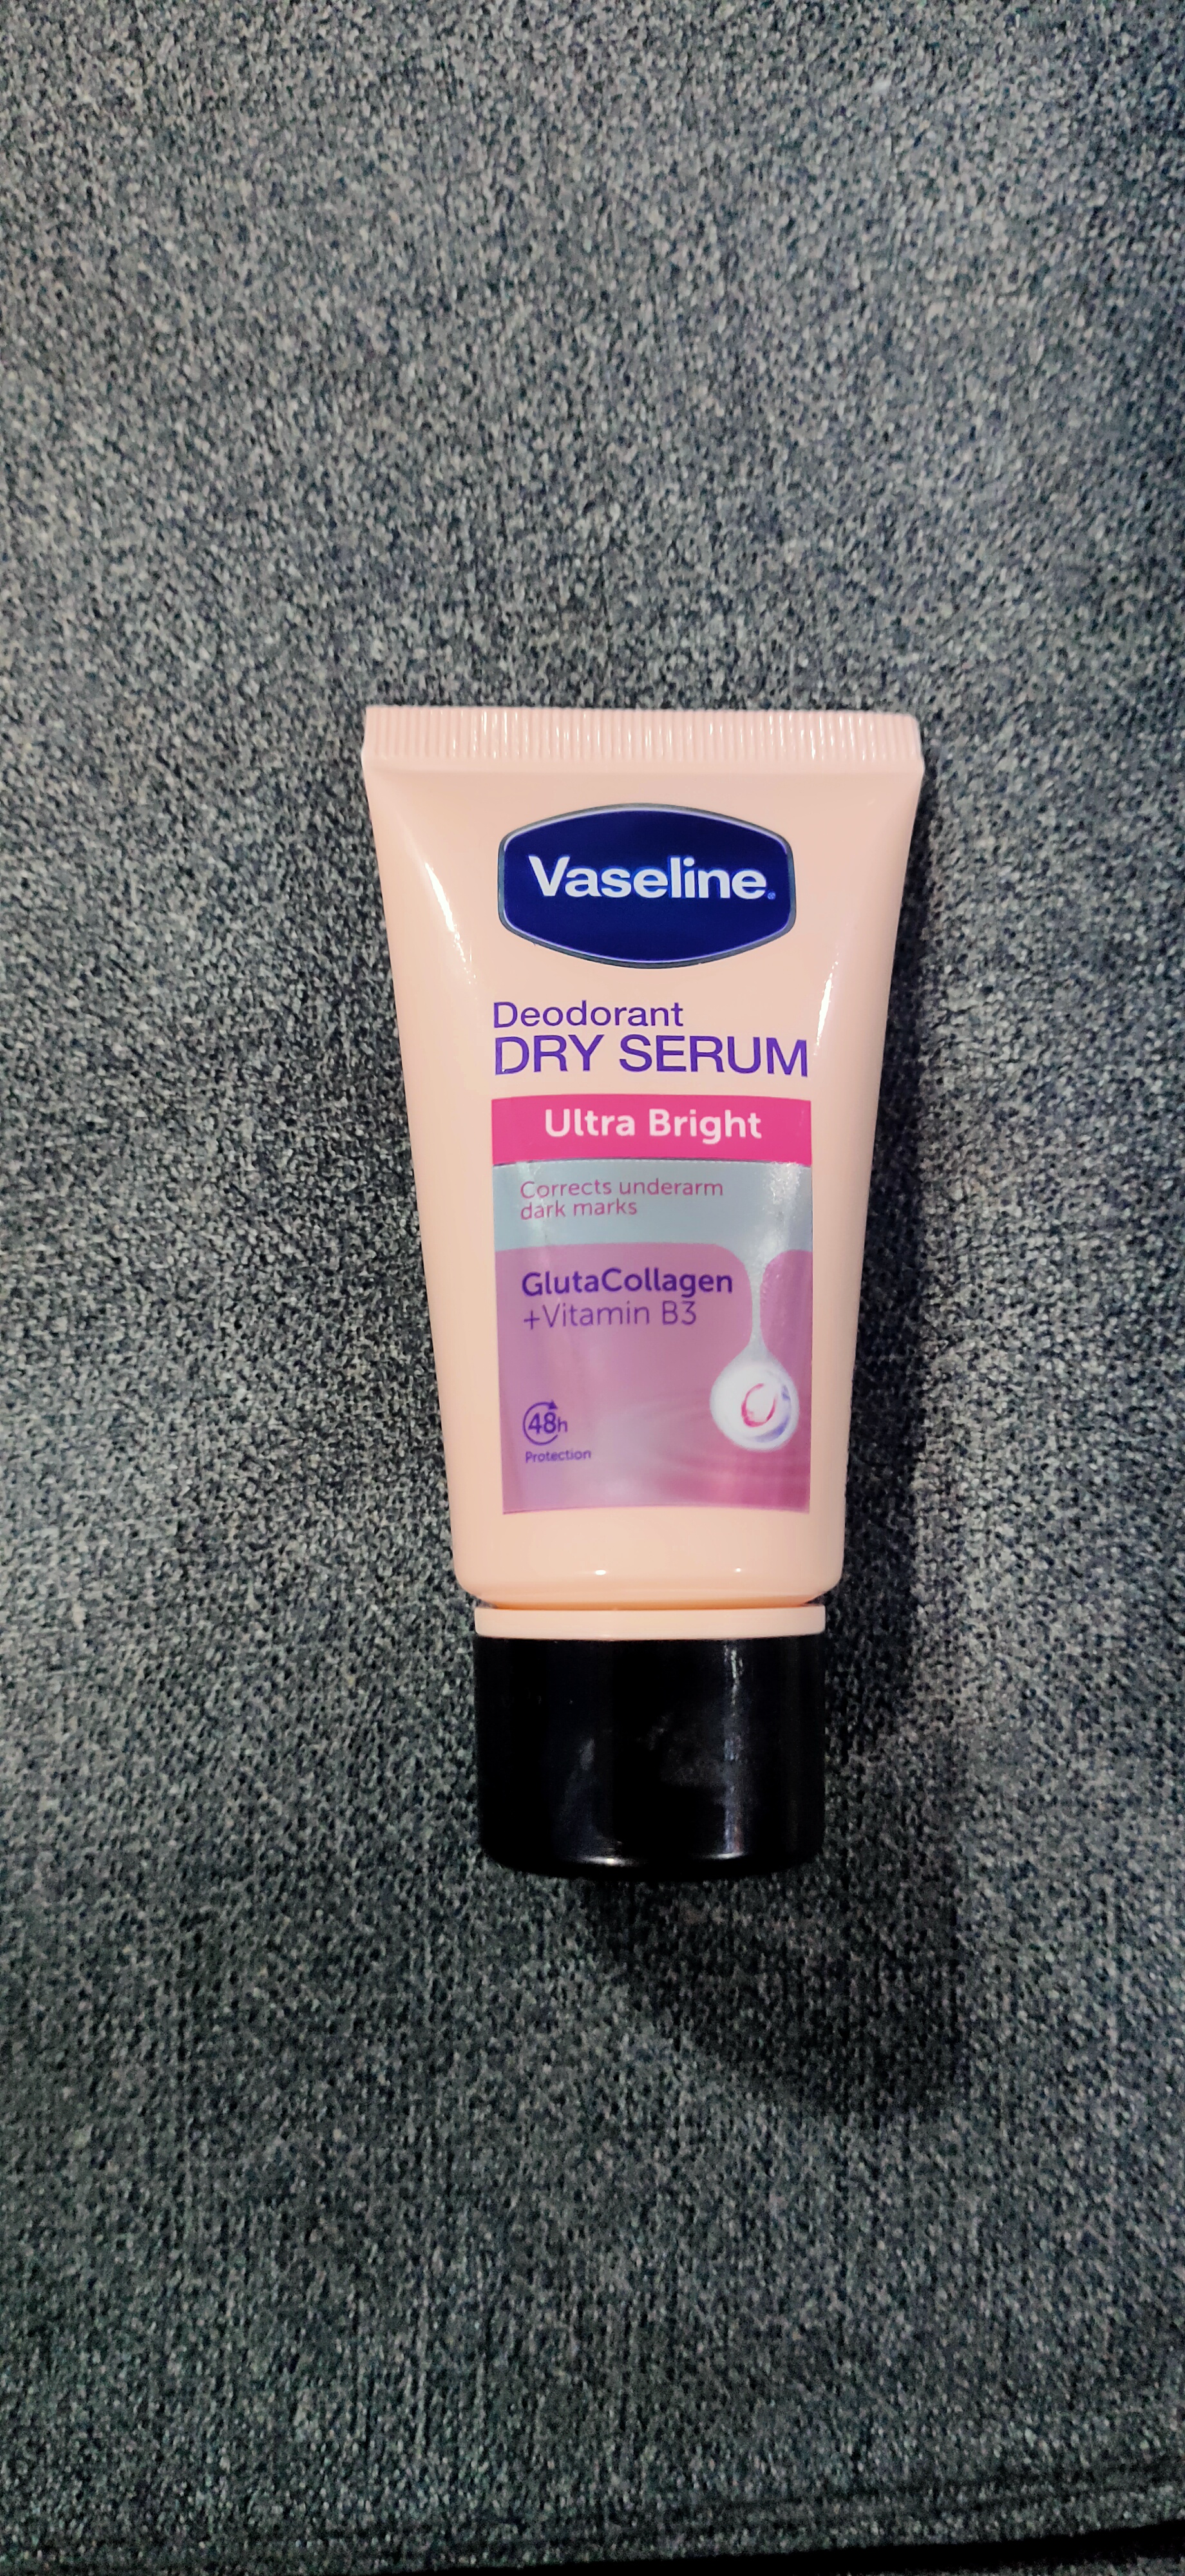 Vaseline
Deodorant
DRY SERUM
Ultra Bright
Corrects underarm
dark marks
GlutaCollagen
+Vitamin B3
48h
Protection